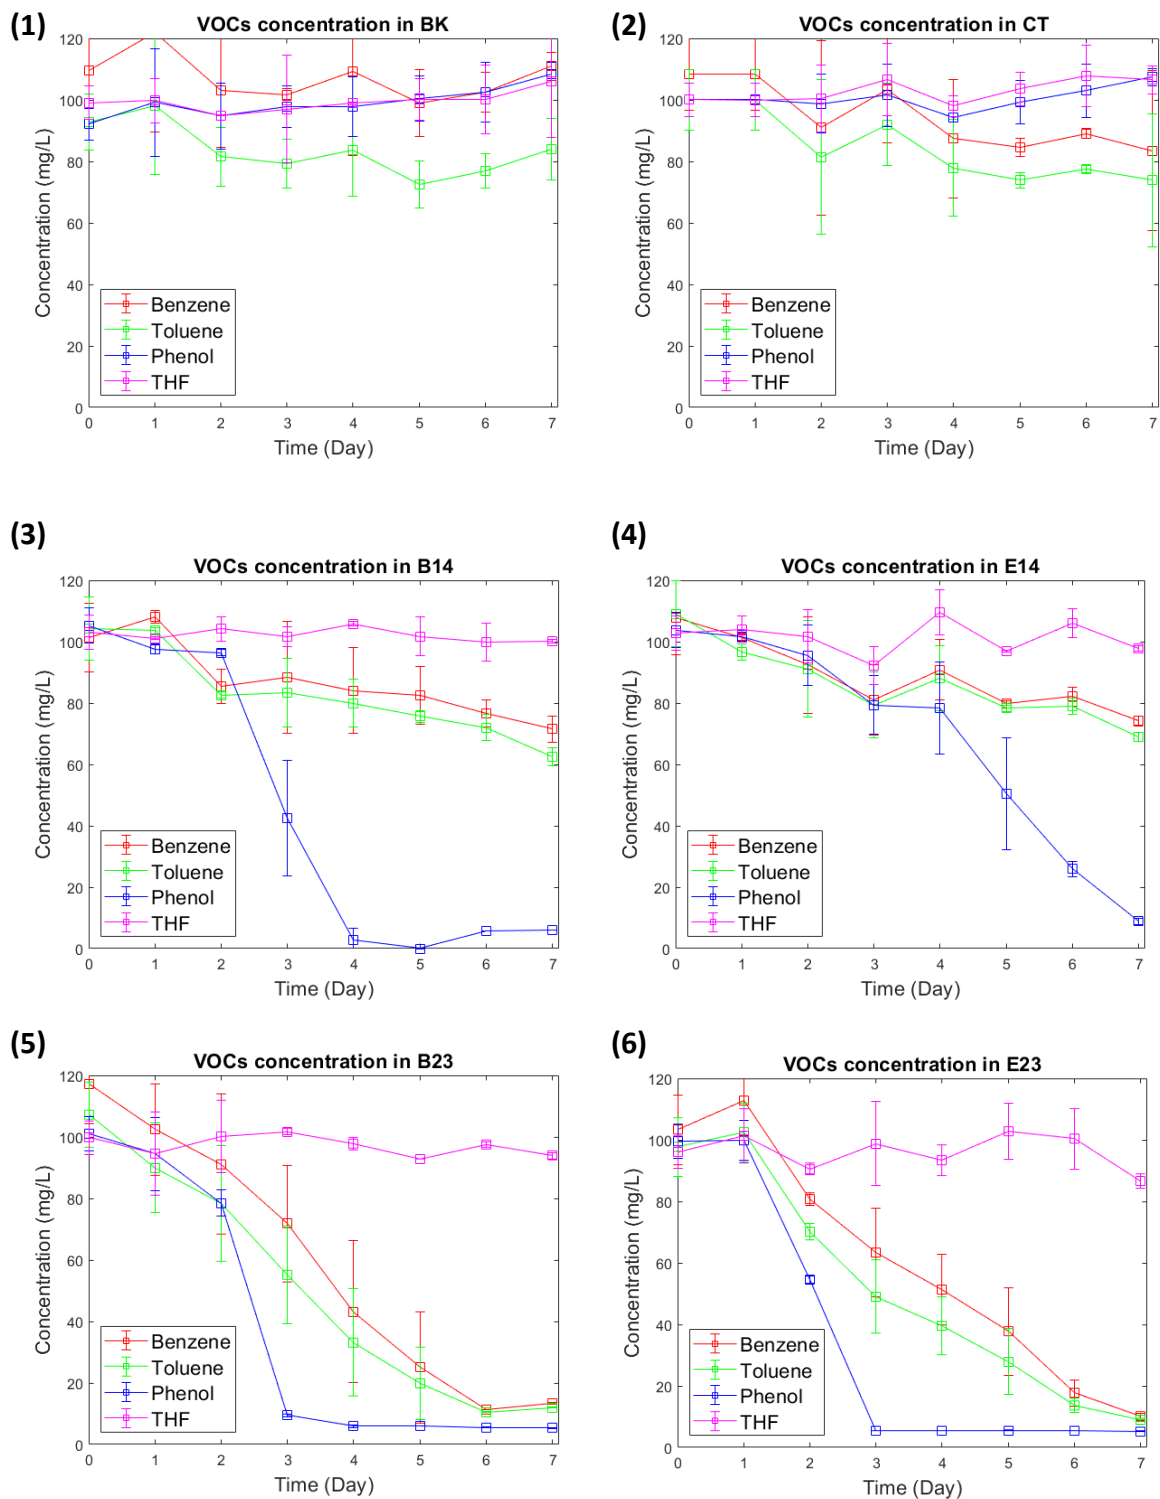 (1)
VOCs concentration in BK
Concentration (mg/L)
120
100
80
60
40
20
0
Benzene
Toluene
Phenol
THF
0 1 2 3 4 5 6 7
Time (Day)
(2)
VOCs concentration in CT
Concentration (mg/L)
120
100
80
60
40
20
0
Benzene
Toluene
Phenol
THF
0 1 2 3 4 5 6 7
Time (Day)
(3)
VOCs concentration in B14
Concentration (mg/L)
120
100
80
60
40
20
0
Benzene
Toluene
Phenol
THF
0 1 2 3 4 5 6 7
Time (Day)
(4)
VOCs concentration in E14
Concentration (mg/L)
120
100
80
60
40
20
0
Benzene
Toluene
Phenol
THF
0 1 2 3 4 5 6 7
Time (Day)
(5)
VOCs concentration in B23
Concentration (mg/L)
120
100
80
60
40
20
0
Benzene
Toluene
Phenol
THF
0 1 2 3 4 5 6 7
Time (Day)
(6)
VOCs concentration in E23
Concentration (mg/L)
120
100
80
60
40
20
0
Benzene
Toluene
Phenol
THF
0 1 2 3 4 5 6 7
Time (Day)